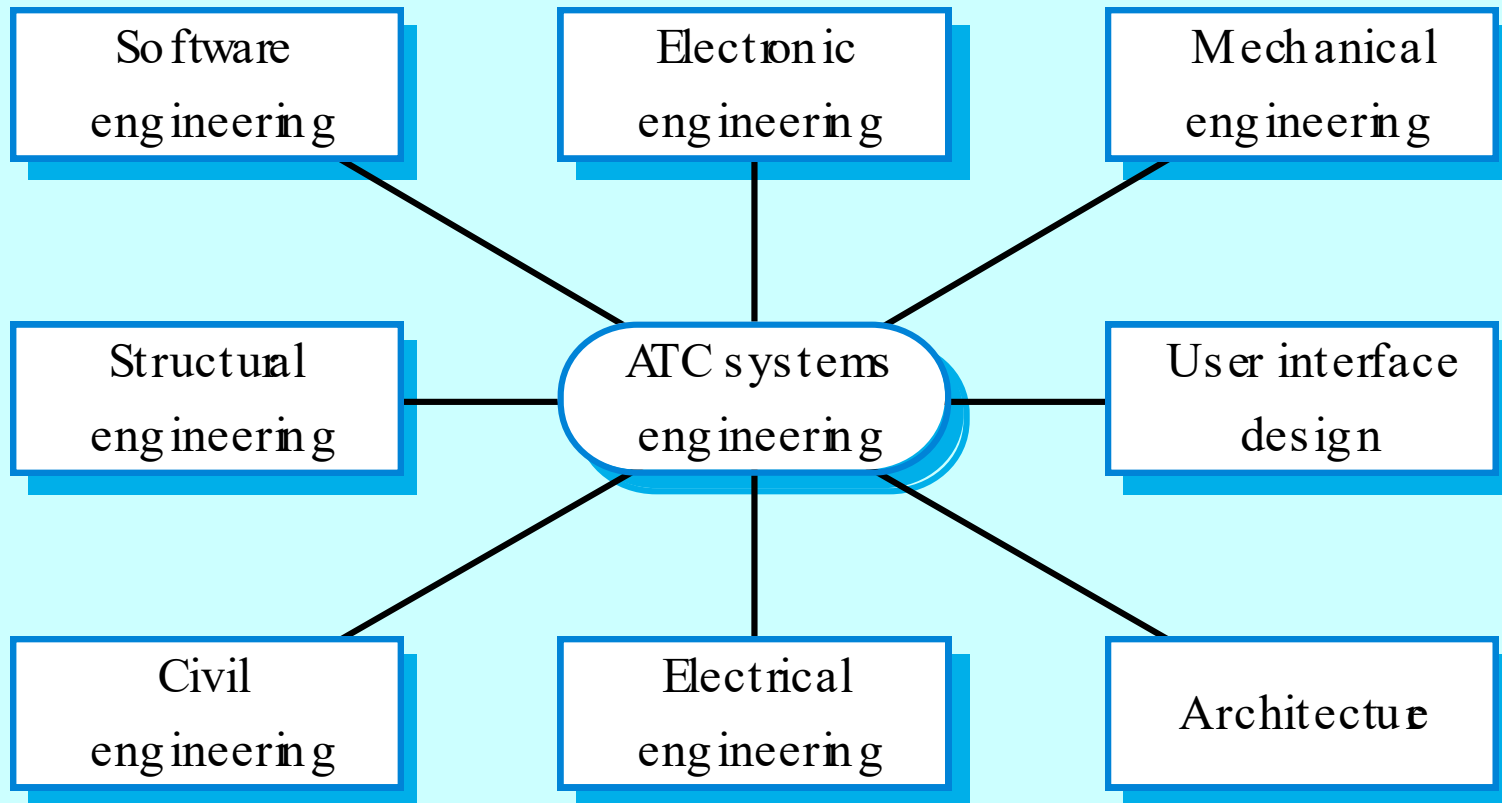 Software
engineering
Electronic
engineering
Mechanical
engineering
Structural
engineering
ATC systems
engineering
User interface
design
Civil
engineering
Electrical
engineering
Architecture